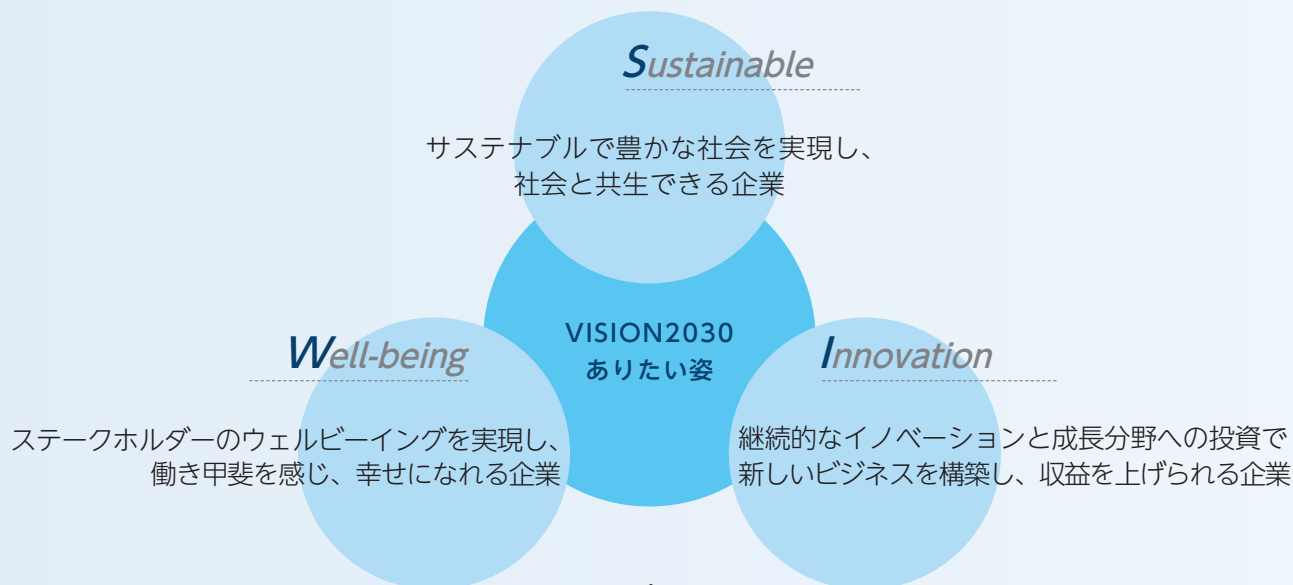 Sustainable
サステナブルで豊かな社会を実現し、
社会と共生できる企業
VISION2030
ありたい姿
Well-being
ステークホルダーのウェルビーイングを実現し、
働き甲斐を感じ、幸せになれる企業
Innovation
継続的なイノベーションと成長分野への投資で
新しいビジネスを構築し、収益を上げられる企業